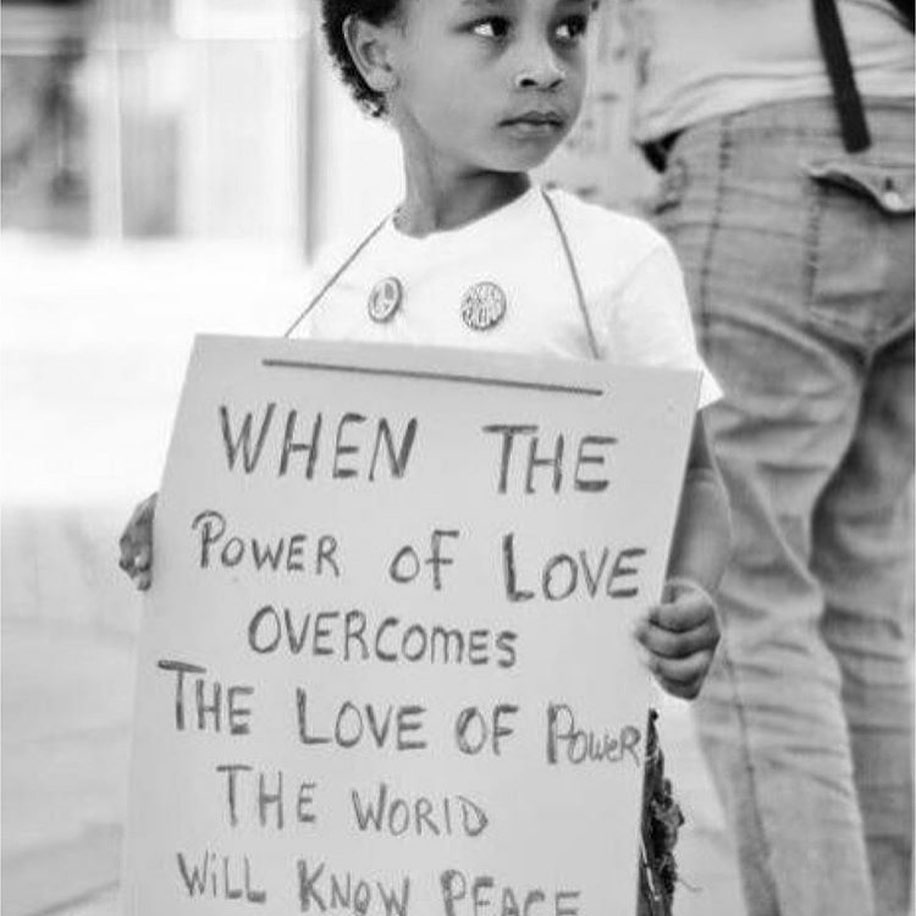 WHEN THE
POWER OF LOVE
OVERCOMES
THE LOVE OF POWER
THE WORLD
WILL KNOW PEACE